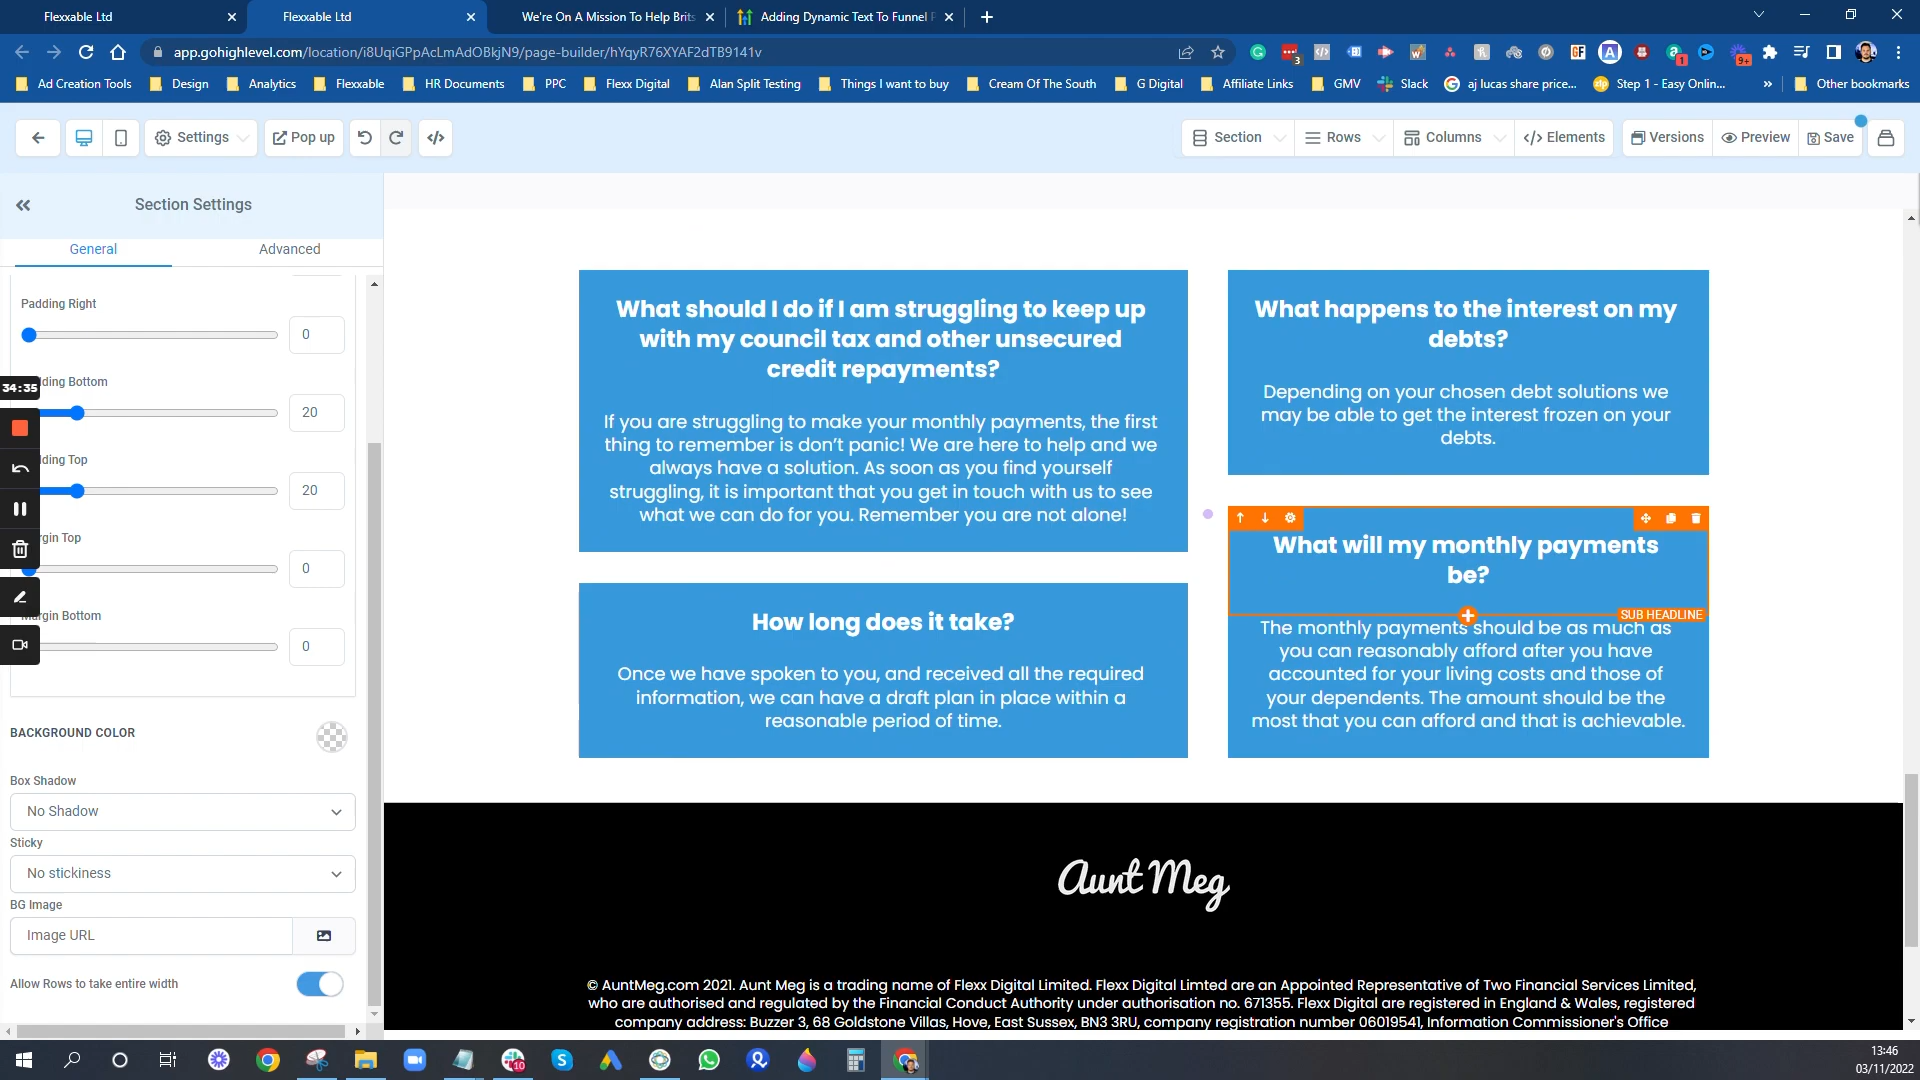 Flexxable Ltd
Flexxable Ltd
We're On A Mission To Help Brits
Adding Dynamic Text To Funnel P
app.gohighlevel.com/location/i8UqiGPpAcLmAdOBkjN9/page-builder/hYqyR76XYAF2dTB9141v
Ad Creation Tools
Design
Analytics
Flexxable
HR Documents
PPC
Flexx Digital
Alan Split Testing
Things I want to buy
Cream Of The South
G Digital
Affiliate Links
GMV
Slack
aj lucas share price...
Step 1 - Easy Onlin...
Other bookmarks
Settings
Pop up
Section
Rows
Columns
Elements
Versions
Preview
Save
Section Settings
General
Advanced
Padding Right
0
dding Bottom
20
34:35
dding Top
20
rgin Top
0
Margin Bottom
0
BACKGROUND COLOR
Box Shadow
No Shadow
Sticky
No stickiness
BG Image
Image URL
Allow Rows to take entire width
What should I do if I am struggling to keep up
with my council tax and other unsecured
credit repayments?
If you are struggling to make your monthly payments, the first
thing to remember is don't panic! We are here to help and we
always have a solution. As soon as you find yourself
struggling, it is important that you get in touch with us to see
what we can do for you. Remember you are not alone!
How long does it take?
Once we have spoken to you, and received all the required
information, we can have a draft plan in place within a
reasonable period of time.
What happens to the interest on my
debts?
Depending on your chosen debt solutions we
may be able to get the interest frozen on your
debts.
What will my monthly payments
be?
SUB HEADLINE
The monthly payments should be as much as
you can reasonably afford after you have
accounted for your living costs and those of
your dependents. The amount should be the
most that you can afford and that is achievable.
Aunt Meg
© AuntMeg.com 2021. Aunt Meg is a trading name of Flexx Digital Limited. Flexx Digital Limted are an Appointed Representative of Two Financial Services Limited,
who are authorised and regulated by the Financial Conduct Authority under authorisation no. 671355. Flexx Digital are registered in England & Wales, registered
company address: Buzzer 3, 68 Goldstone Villas, Hove, East Sussex, BN3 3RU, company registration number 06019541, Information Commissioner's Office
13:46
03/11/2022